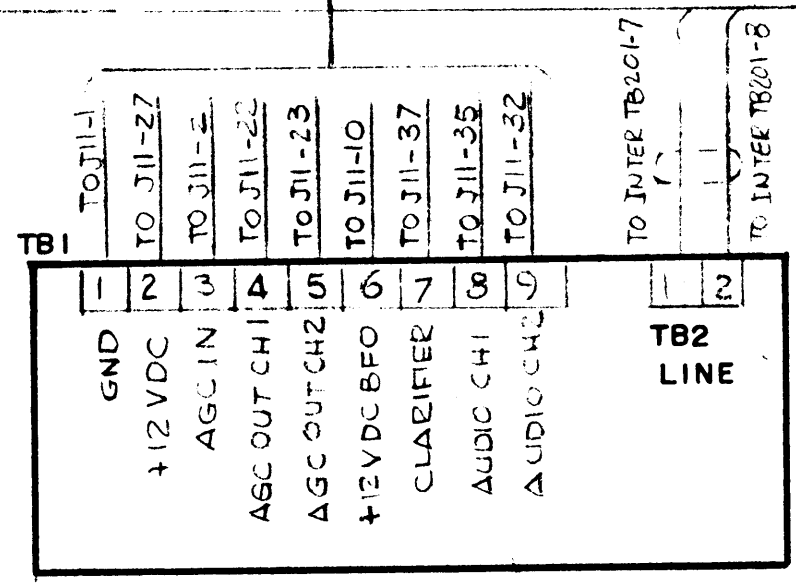 TO J11-1
TO J11-27
TO J11-2
TO J11-22
TO J11-23
TO J11-10
TO J11-37
TO J11-35
TO J11-32
TO INTER TB201-7
TO INTER TB201-8
TB1
1 2 3 4 5 6 7 8 9
1 2
GND
+12 VDC
AGC IN
AGC OUT CH1
AGC OUT CH2
+12VDC BFO
CLARIFIER
AUDIO CH1
AUDIO CH2
TB2
LINE